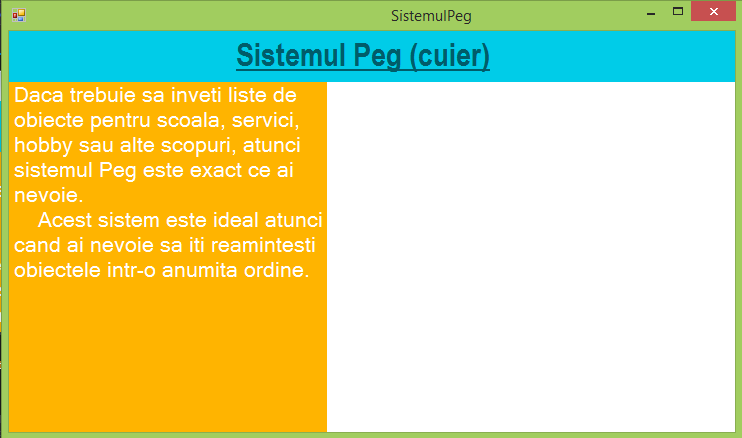 SistemulPeg
Sistemul Peg (cuier)
Daca trebuie sa inveti liste de
obiecte pentru scoala, servici,
hobby sau alte scopuri, atunci
sistemul Peg este exact ce ai
nevoie.
Acest sistem este ideal atunci
cand ai nevoie sa iti reamintesti
obiectele intr-o anumita ordine.